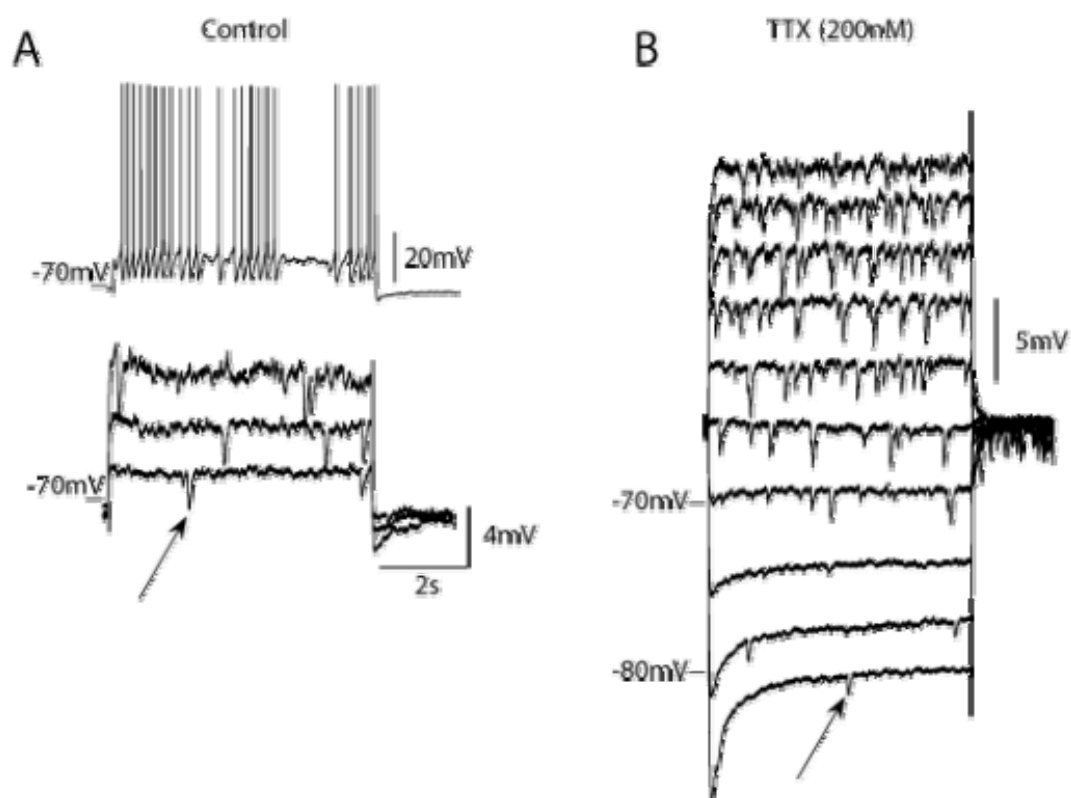 A
Control
-70mV
20mV
-70mV
4mV
2s
B
TTX (200nM)
5mV
-70mV
-80mV